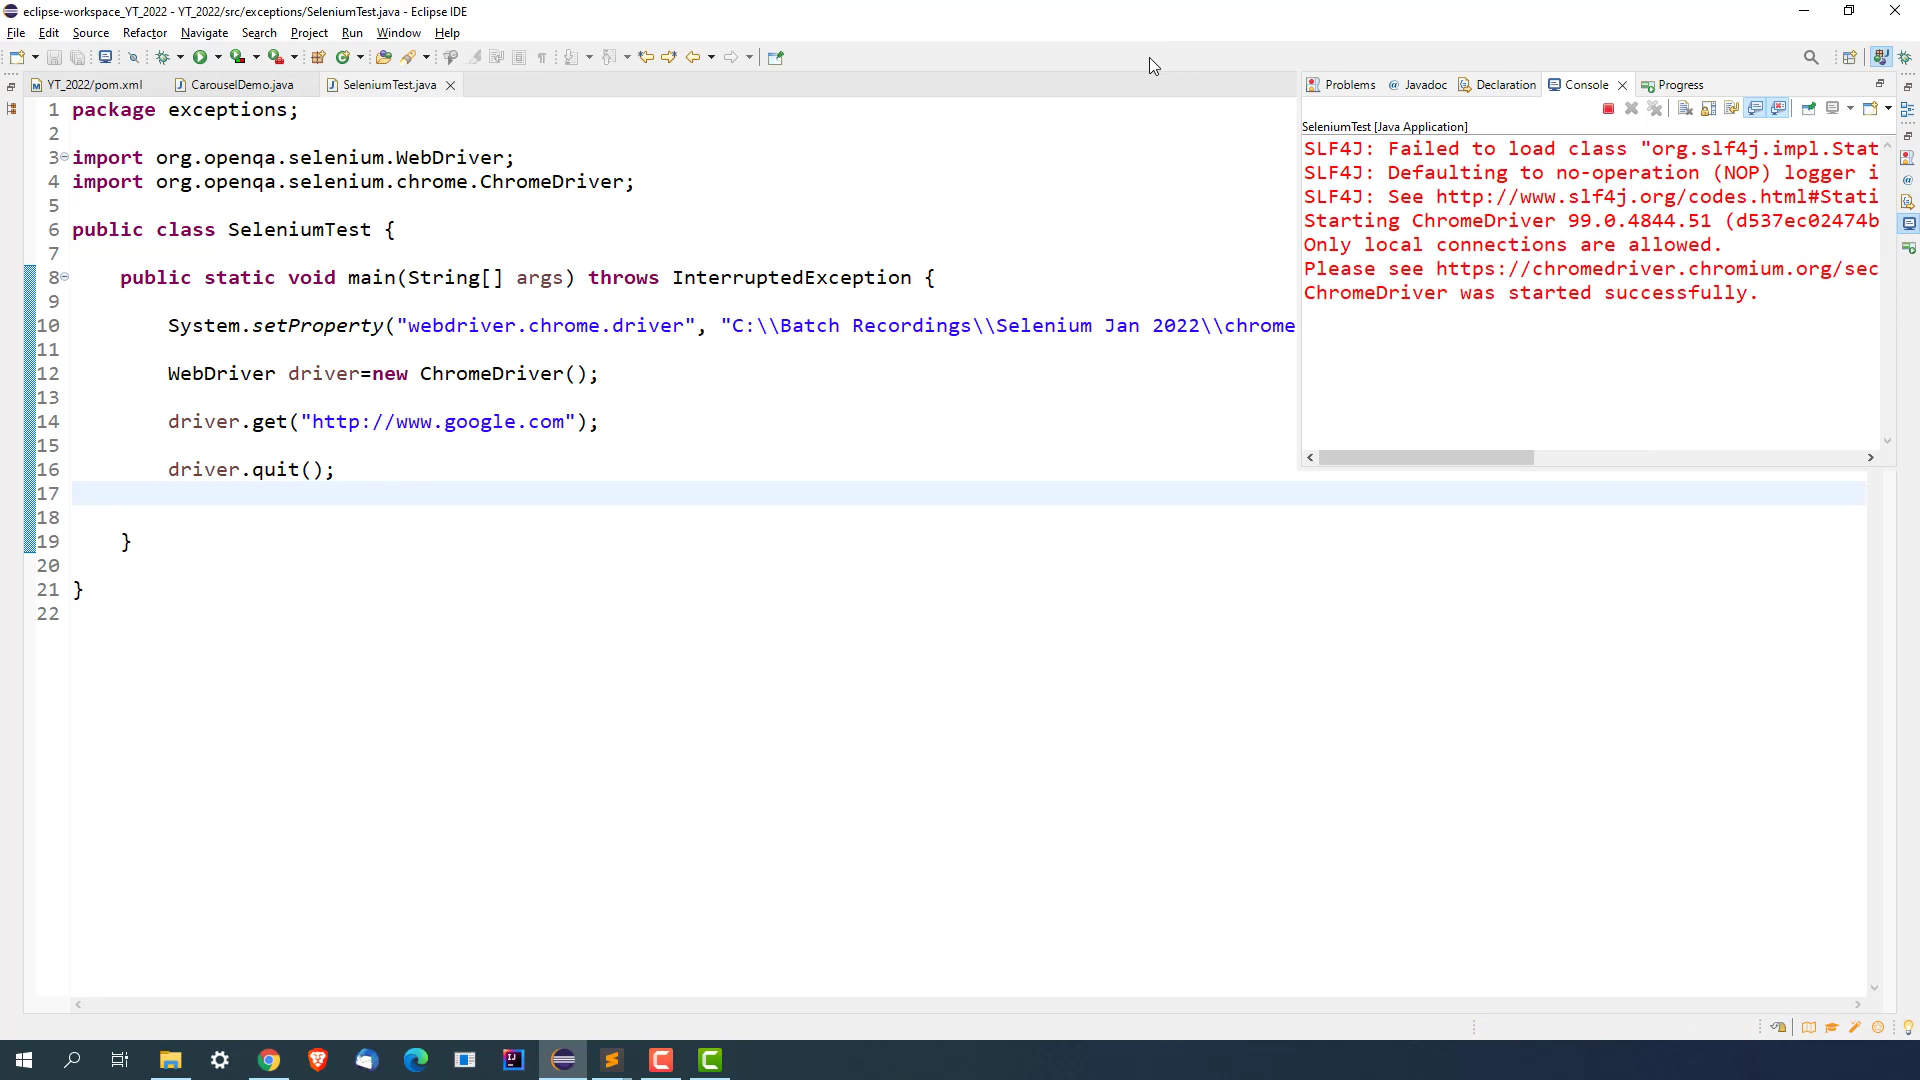 eclipse-workspace_YT_2022 - YT_2022/src/exceptions/SeleniumTest.java - Eclipse IDE
File Edit Source Refactor Navigate Search Project Run Window Help
YT_2022/pom.xml CarouselDemo.java SeleniumTest.java
1 package exceptions;
2
3 import org.openqa.selenium.WebDriver;
4 import org.openqa.selenium.chrome.ChromeDriver;
5
6 public class SeleniumTest {
7
8 public static void main(String[] args) throws InterruptedException {
9
10 System.setProperty("webdriver.chrome.driver", "C:\\Batch Recordings\\Selenium Jan 2022\\chrome
11
12 WebDriver driver=new ChromeDriver();
13
14 driver.get("http://www.google.com");
15
16 driver.quit();
17
18
19 }
20
21 }
22
Problems Javadoc Declaration Console Progress
SeleniumTest [Java Application]
SLF4J: Failed to load class "org.slf4j.impl.Stat
SLF4J: Defaulting to no-operation (NOP) logger i
SLF4J: See http://www.slf4j.org/codes.html#Stati
Starting ChromeDriver 99.0.4844.51 (d537ec02474b
Only local connections are allowed.
Please see https://chromedriver.chromium.org/sec
ChromeDriver was started successfully.